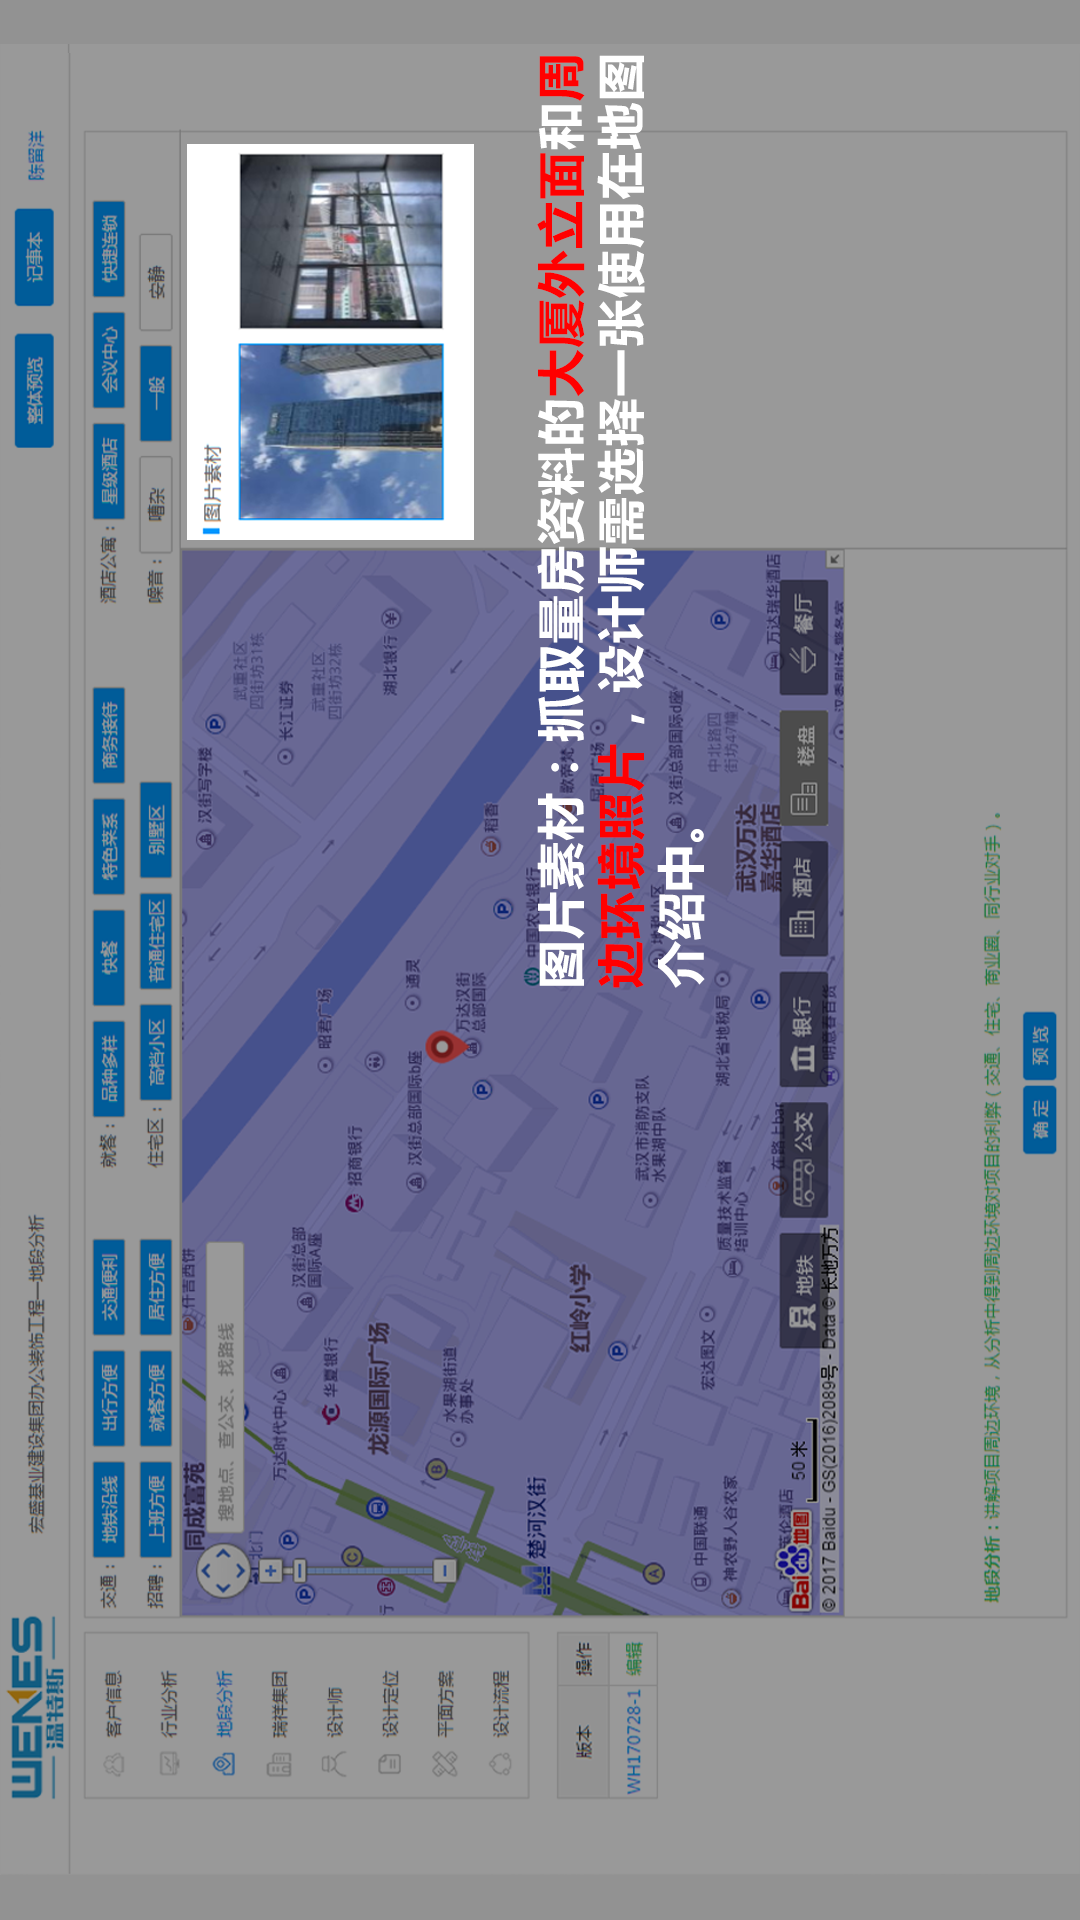 WENES
温特斯
宏盛基业建设集团办公装饰工程—地段分析
整体预览
记事本
陈留洋
客户信息
行业分析
地段分析
瑞祥集团
设计师
设计定位
平面方案
设计流程
版本 操作
WH170728-1 编辑
交通： 地铁沿线 出行方便 交通便利
就餐： 品种多样 快餐 特色菜系 商务接待
酒店公寓： 星级酒店 会议中心 快捷连锁
招聘： 上班方便 就餐方便 居住方便
住宅区： 高档小区 普通住宅区 别墅区
噪音： 嘈杂 一般 安静
图片素材
图片素材：抓取量房资料的大厦外立面和周
边环境照片，设计师需选择一张使用在地图
介绍中。
搜地点、查公交、找路线
同成富苑
仟吉西饼
万达时代中心
华夏银行
龙源国际广场
水果湖街道
办事处
汉街总部
国际A座
招商银行
汉街总部国际b座
昭君广场
通灵
万达汉街
总部国际
汉街写字楼
武重社区
四街坊31栋
长江证券
武重社区
四街坊32栋
湖北银行
稻香
中国农业银行
屈原广场
汉街总部国际d座
中北路四
街坊47幢
万达瑞华酒店
武汉万达
嘉华酒店
湖北省地税局
武汉市消防支队
水果湖中队
质量技术监督
培训中心
在路上bar
红岭小学
宏达图文
楚河汉街
中国联通
神农野人谷农家
P
P
P
P
P
P
P
P
P
A
B
C
地铁
公交
银行
酒店
楼盘
餐厅
50 米
Bai地图
© 2017 Baidu - GS(2016)2089号 - Data © 长地万方
地段分析：讲解项目周边环境，从分析中得到周边环境对项目的利弊（交通、住宅、商业圈、同行业对手）。
确 定
预 览